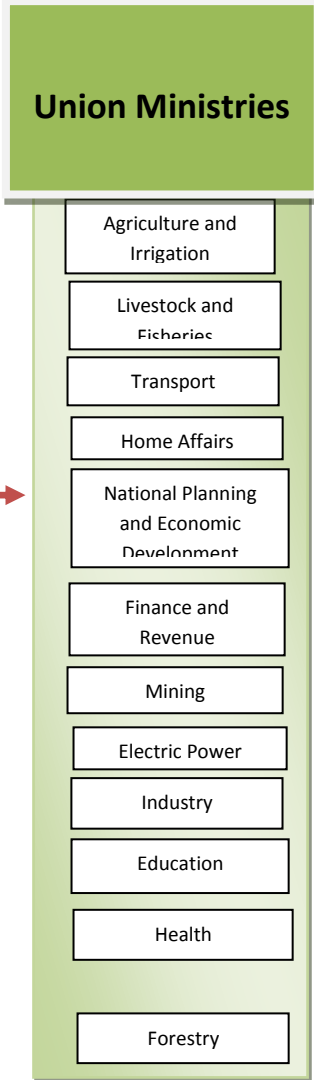 Union Ministries
Agriculture and
Irrigation
Livestock and
Fisheries
Transport
Home Affairs
National Planning
and Economic
Development
Finance and
Revenue
Mining
Electric Power
Industry
Education
Health
Forestry